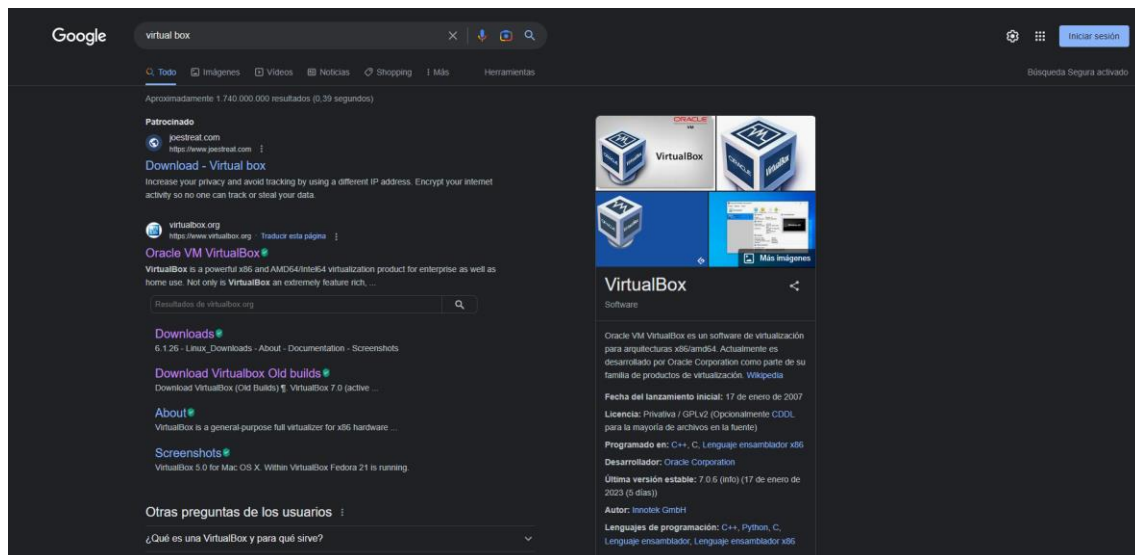 Google
virtual box
Iniciar sesión
Todo
Imágenes
Vídeos
Noticias
Shopping
Más
Herramientas
Búsqueda Segura activado
Aproximadamente 1.740.000.000 resultados (0,39 segundos)
Patrocinado
joestreat.com
https://www.joestreat.com
Download - Virtual box
Increase your privacy and avoid tracking by using a different IP address. Encrypt your internet
activity so no one can track or steal your data.
virtualbox.org
https://www.virtualbox.org · Traducir esta página
Oracle VM VirtualBox
VirtualBox is a powerful x86 and AMD64/Intel64 virtualization product for enterprise as well as
home use. Not only is VirtualBox an extremely feature rich, ...
Resultados de virtualbox.org
Downloads
6.1.26 - Linux_Downloads - About - Documentation - Screenshots
Download Virtualbox Old builds
Download VirtualBox (Old Builds) ¶. VirtualBox 7.0 (active ...
About
VirtualBox is a general-purpose full virtualizer for x86 hardware ...
Screenshots
VirtualBox 5.0 for Mac OS X. Within VirtualBox Fedora 21 is running.
Otras preguntas de los usuarios
¿Qué es una VirtualBox y para qué sirve?
ORACLE
VM
VirtualBox
ORACLE
VirtualBox
Más imágenes
VirtualBox
Software
Oracle VM VirtualBox es un software de virtualización
para arquitecturas x86/amd64. Actualmente es
desarrollado por Oracle Corporation como parte de su
familia de productos de virtualización. Wikipedia
Fecha del lanzamiento inicial: 17 de enero de 2007
Licencia: Privativa / GPLv2 (Opcionalmente CDDL
para la mayoría de archivos en la fuente)
Programado en: C++, C, Lenguaje ensamblador x86
Desarrollador: Oracle Corporation
Última versión estable: 7.0.6 (info) (17 de enero de
2023 (5 días))
Autor: Innotek GmbH
Lenguajes de programación: C++, Python, C,
Lenguaje ensamblador, Lenguaje ensamblador x86